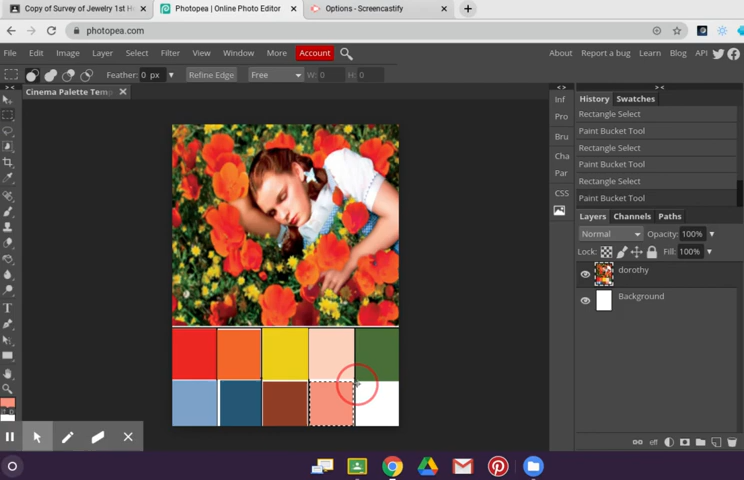 Copy of Survey of Jewelry 1st H
Photopea | Online Photo Editor
Options - Screencastify
photopea.com
File Edit Image Layer Select Filter View Window More Account
About Report a bug Learn Blog API
Feather: 0 px Refine Edge Free W: 0 H: 0
Cinema Palette Temp
Inf
Pro
Bru
Cha
Par
CSS
History Swatches
Rectangle Select
Paint Bucket Tool
Rectangle Select
Paint Bucket Tool
Rectangle Select
Paint Bucket Tool
Layers Channels Paths
Normal Opacity: 100%
Lock: Fill: 100%
dorothy
Background
eff